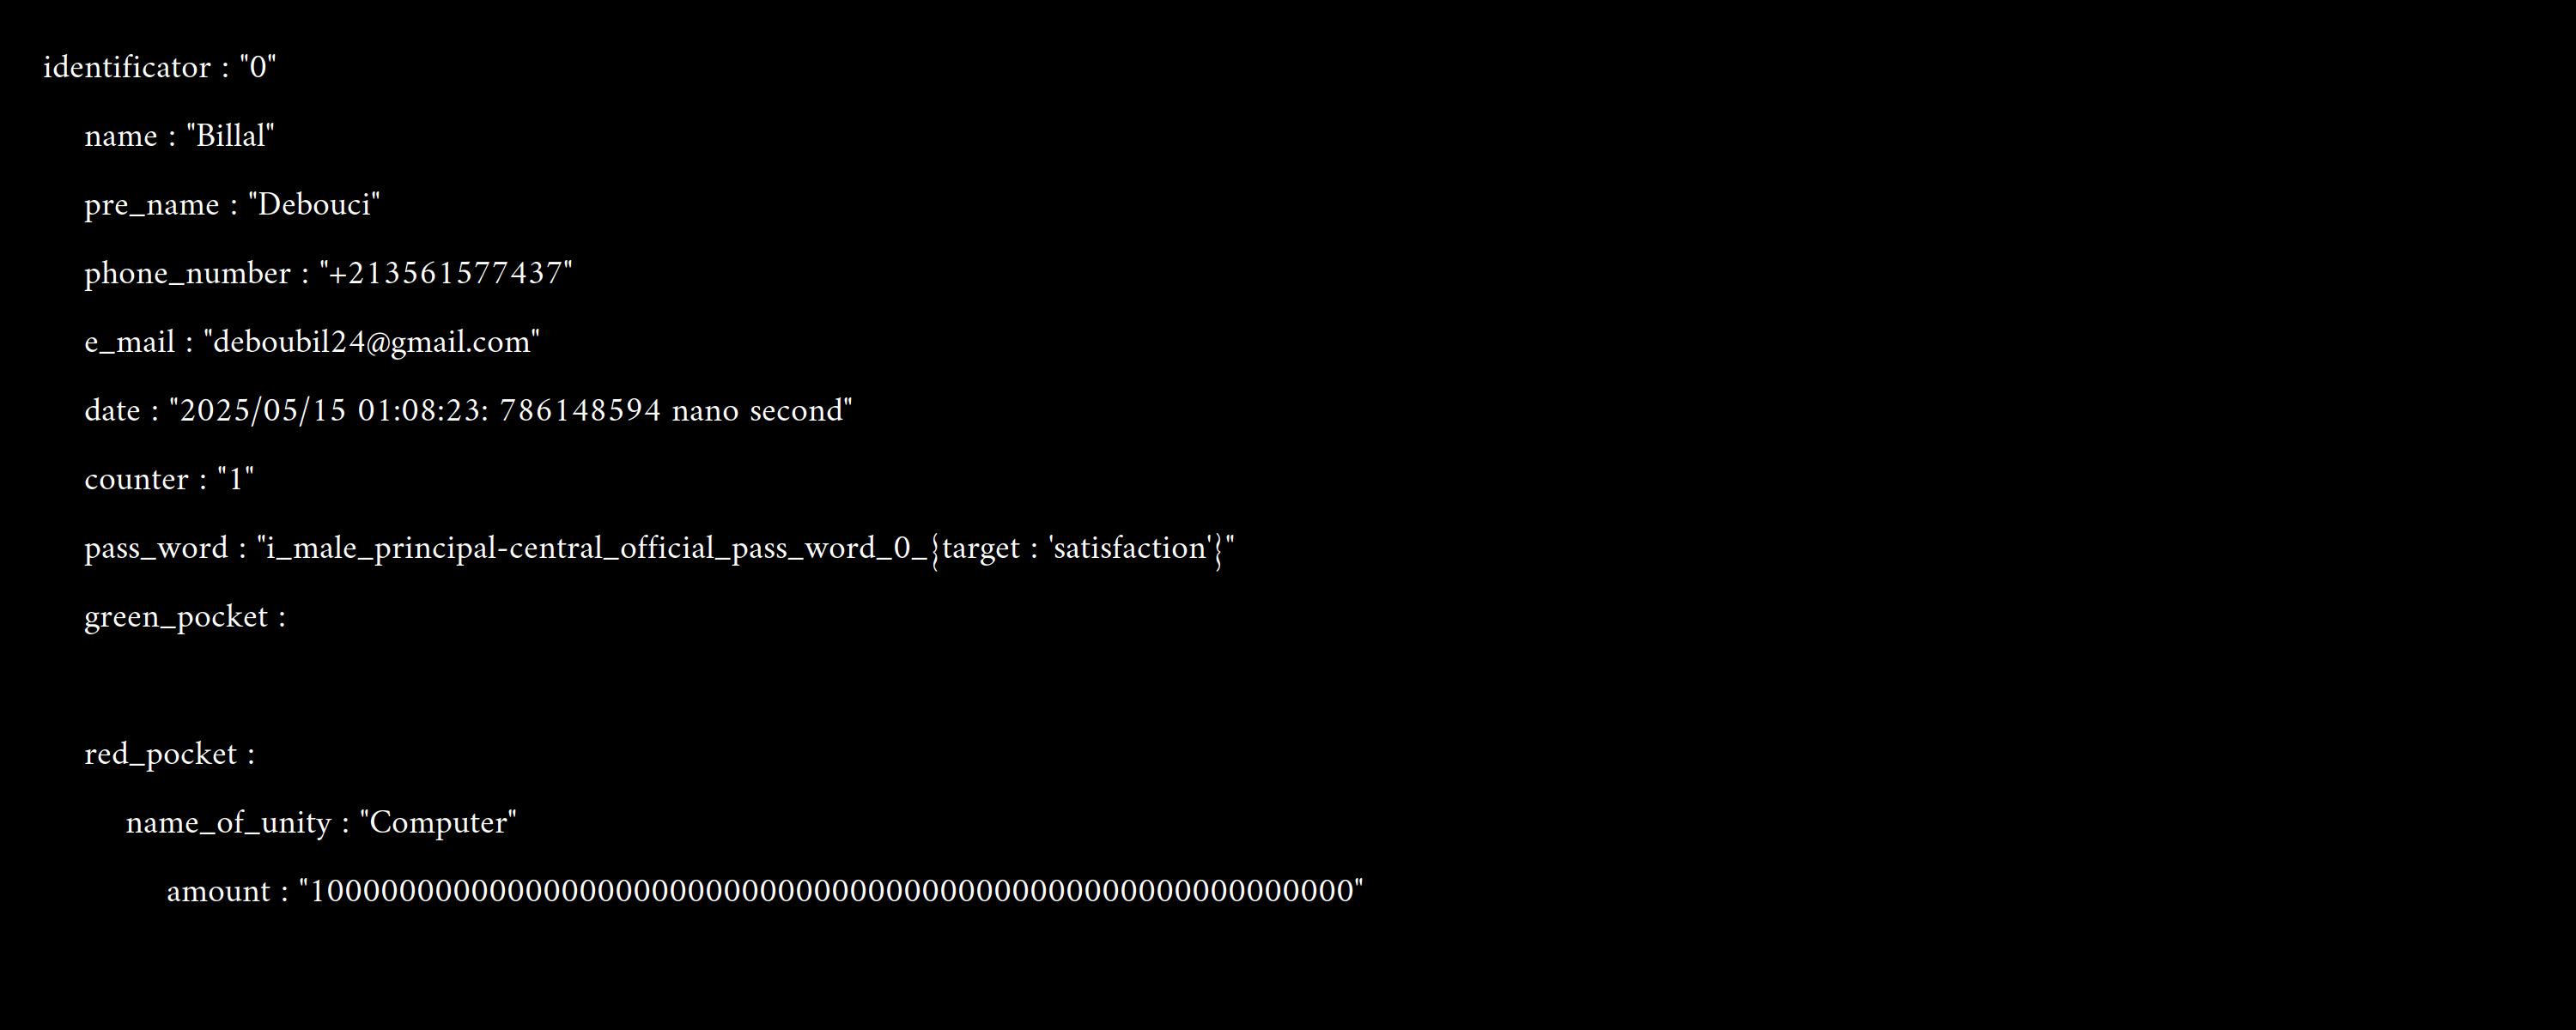 identificator : "0"
name : "Billal"
pre_name : "Debouci"
phone_number : "+213561577437"
e_mail : "deboubil24@gmail.com"
date : "2025/05/15 01:08:23: 786148594 nano second"
counter : "1"
pass_word : "i_male_principal-central_official_pass_word_0_{target : 'satisfaction'}"
green_pocket :
red_pocket :
name_of_unity : "Computer"
amount : "1000000000000000000000000000000000000000000000000000000000"